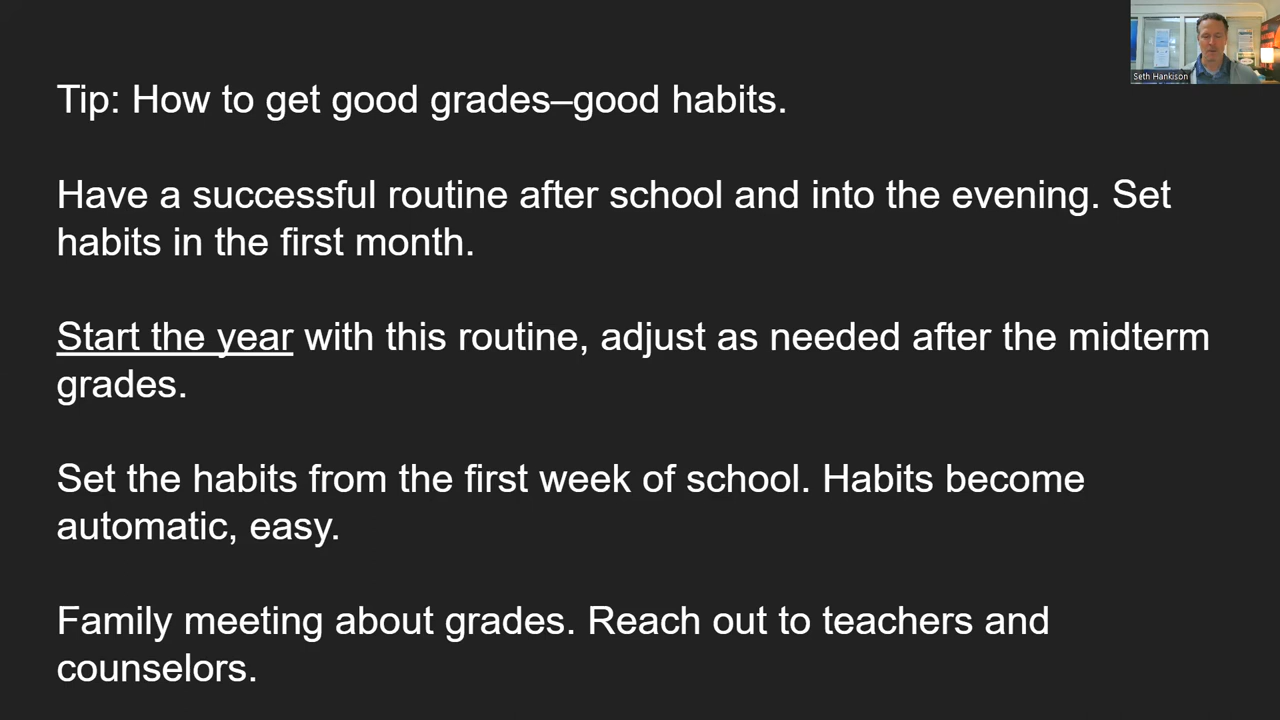 Seth Hankison
Tip: How to get good grades–good habits.
Have a successful routine after school and into the evening. Set
habits in the first month.
Start the year with this routine, adjust as needed after the midterm
grades.
Set the habits from the first week of school. Habits become
automatic, easy.
Family meeting about grades. Reach out to teachers and
counselors.